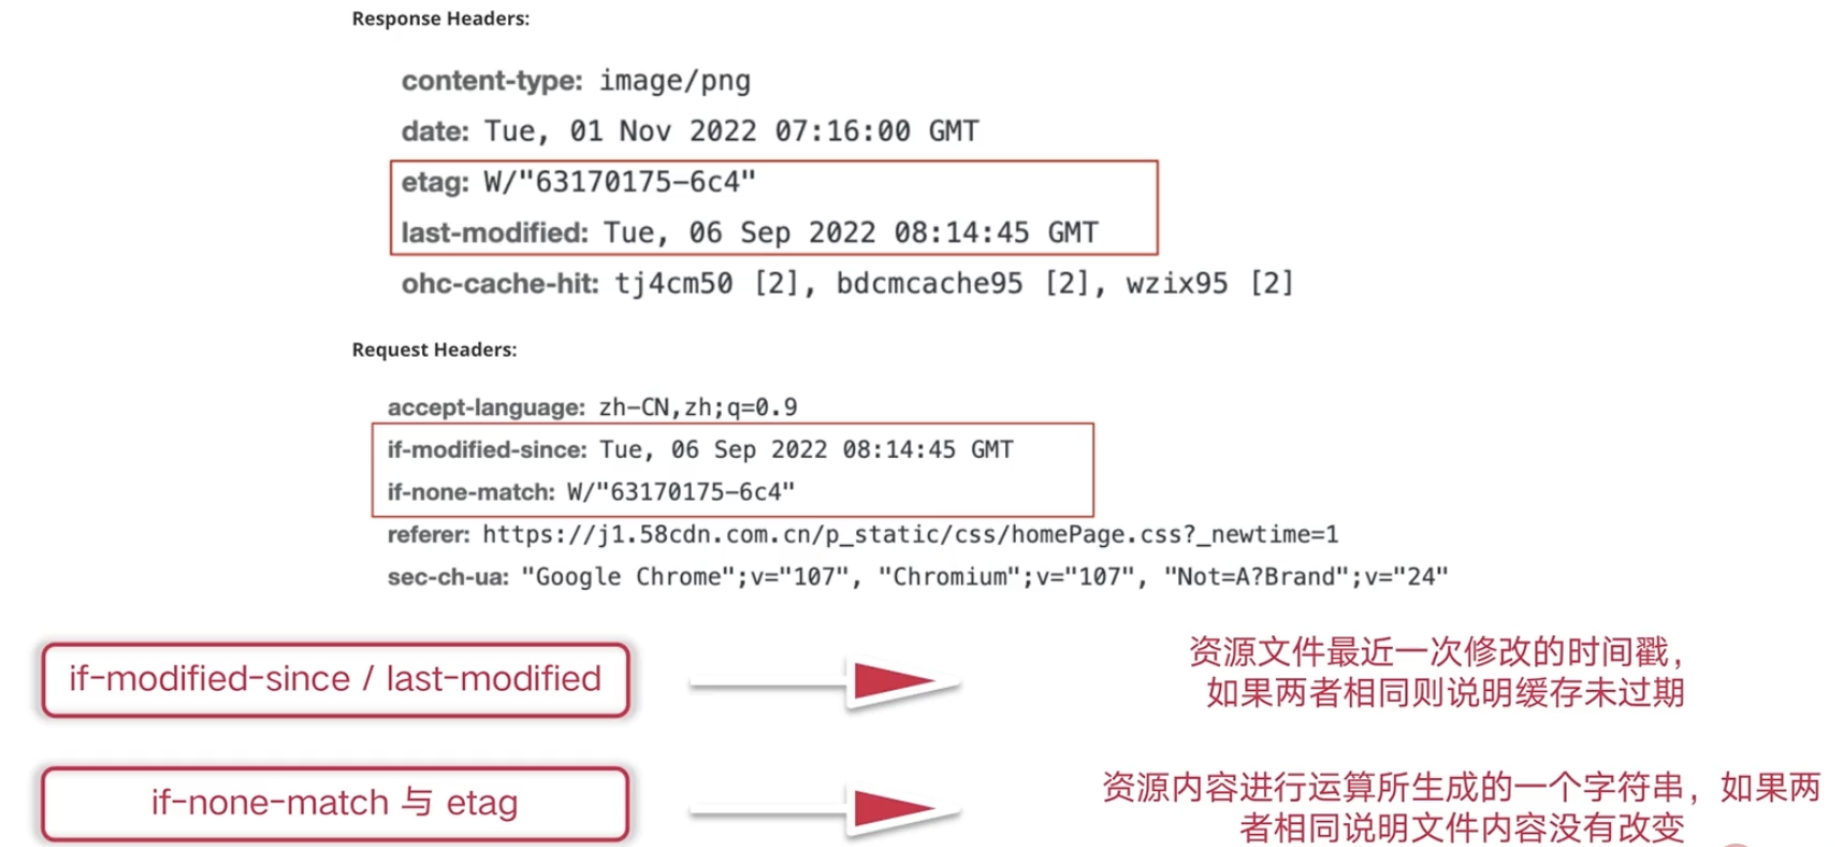 Response Headers:
content-type: image/png
date: Tue, 01 Nov 2022 07:16:00 GMT
etag: W/"63170175-6c4"
last-modified: Tue, 06 Sep 2022 08:14:45 GMT
ohc-cache-hit: tj4cm50 [2], bdcmcache95 [2], wzix95 [2]
Request Headers:
accept-language: zh-CN,zh;q=0.9
if-modified-since: Tue, 06 Sep 2022 08:14:45 GMT
if-none-match: W/"63170175-6c4"
referer: https://j1.58cdn.com.cn/p_static/css/homePage.css?_newtime=1
sec-ch-ua: "Google Chrome";v="107", "Chromium";v="107", "Not=A?Brand";v="24"
if-modified-since / last-modified
资源文件最近一次修改的时间戳，
如果两者相同则说明缓存未过期
if-none-match 与 etag
资源内容进行运算所生成的一个字符串，如果两
者相同说明文件内容没有改变